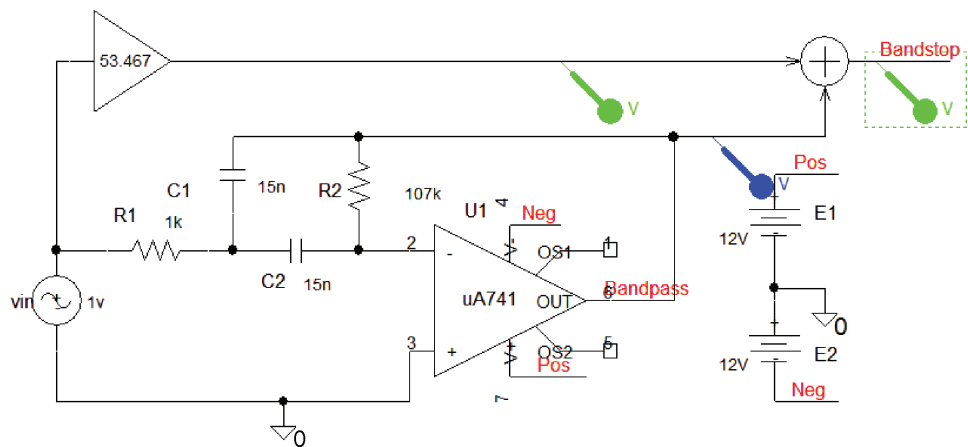 53.467
Bandstop
V
V
C1
15n
R2
107k
V
Pos
R1
1k
U1
4
Neg
E1
2
-
V-
OS1
1
12V
C2
15n
uA741
OUT
6
Bandpass
vin
1v
3
+
V+
OS2
5
0
E2
Pos
12V
7
Neg
0